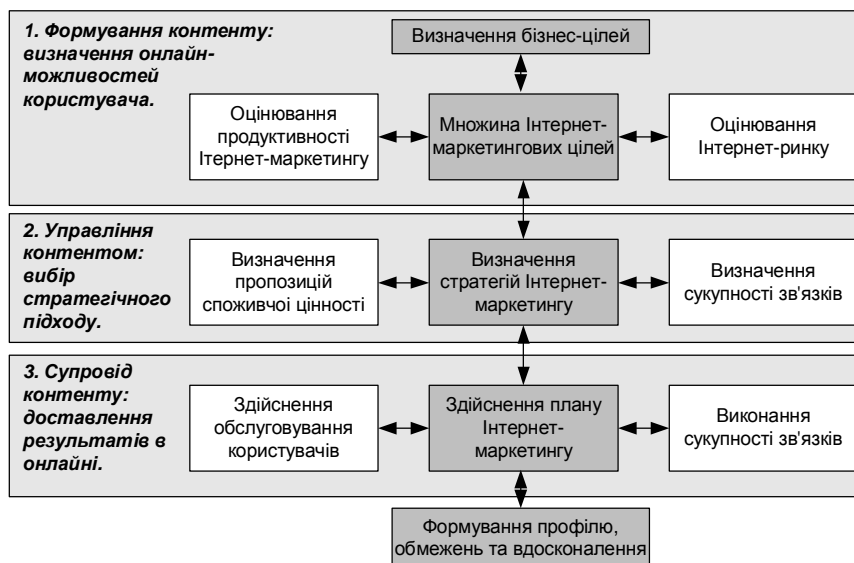 1. Формування контенту:
визначення онлайн-
можливостей
користувача.
Визначення бізнес-цілей
Оцінювання
продуктивності
Ітернет-маркетингу
Множина Інтернет-
маркетингових цілей
Оцінювання
Інтернет-ринку
2. Управління
контентом:
вибір
стратегічного
підходу.
Визначення
пропозицій
споживчої цінності
Визначення
стратегій Інтернет-
маркетингу
Визначення
сукупності зв'язків
3. Супровід
контенту:
доставлення
результатів в
онлайні.
Здійснення
обслуговування
користувачів
Здійснення плану
Інтернет-
маркетингу
Виконання
сукупності зв'язків
Формування профілю,
обмежень та вдосконалення